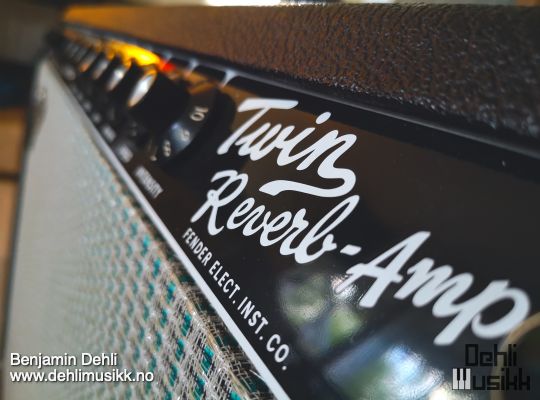 Twin
Reverb-Amp
FENDER ELECT. INST. CO.
INTENSITY
10
Benjamin Dehli
www.dehlimusikk.no
Dehli
Musikk